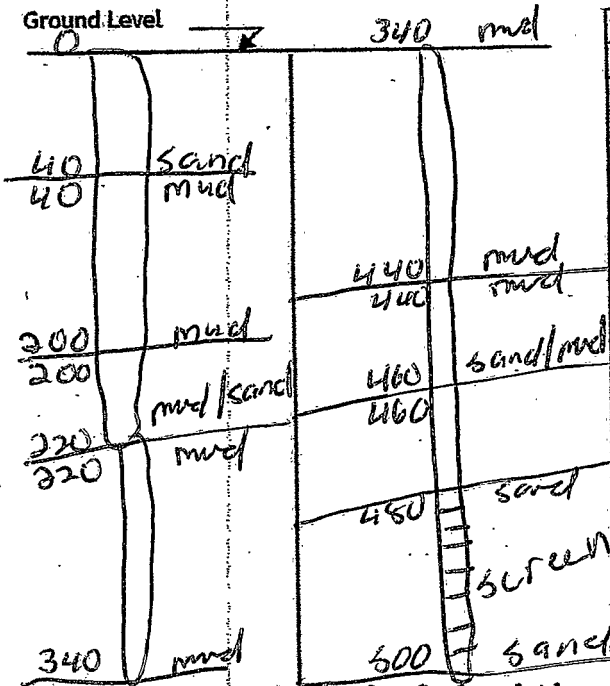 Ground Level
0
40 sand
40 mud
200 mud
200
mud/sand
220
220 mud
340 mud
340 mud
440 mud
440 mud
460 sand/mud
460
480 sand
screen
500 sand